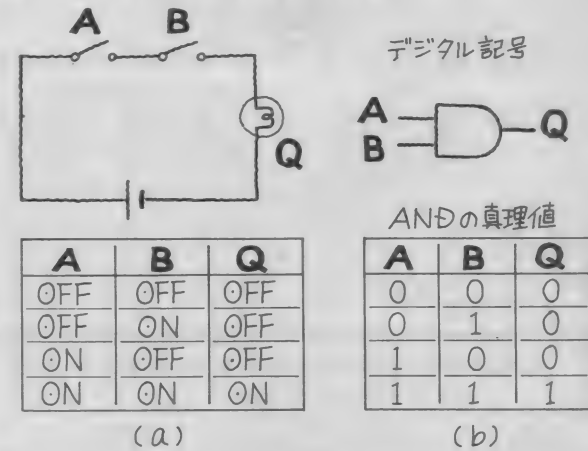 A B
Q
A B Q
OFF OFF OFF
OFF ON OFF
ON OFF OFF
ON ON ON
(a)
デジタル記号
A
B
Q
ANDの真理値
A B Q
0 0 0
0 1 0
1 0 0
1 1 1
(b)